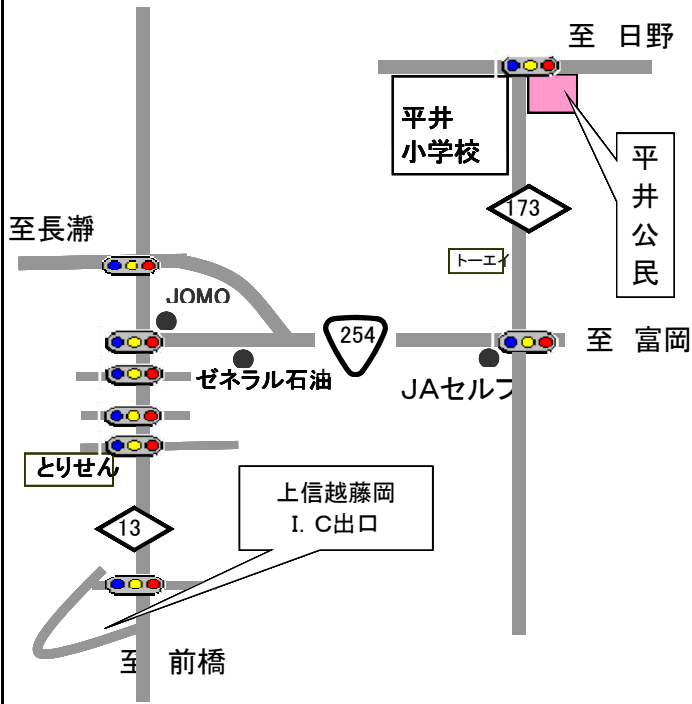 至 日野
平井
小学校
平井公民
173
至長瀞
トーエイ
JOMO
254
至 富岡
ゼネラル石油
JAセルフ
とりせん
上信越藤岡
I. C出口
13
至 前橋